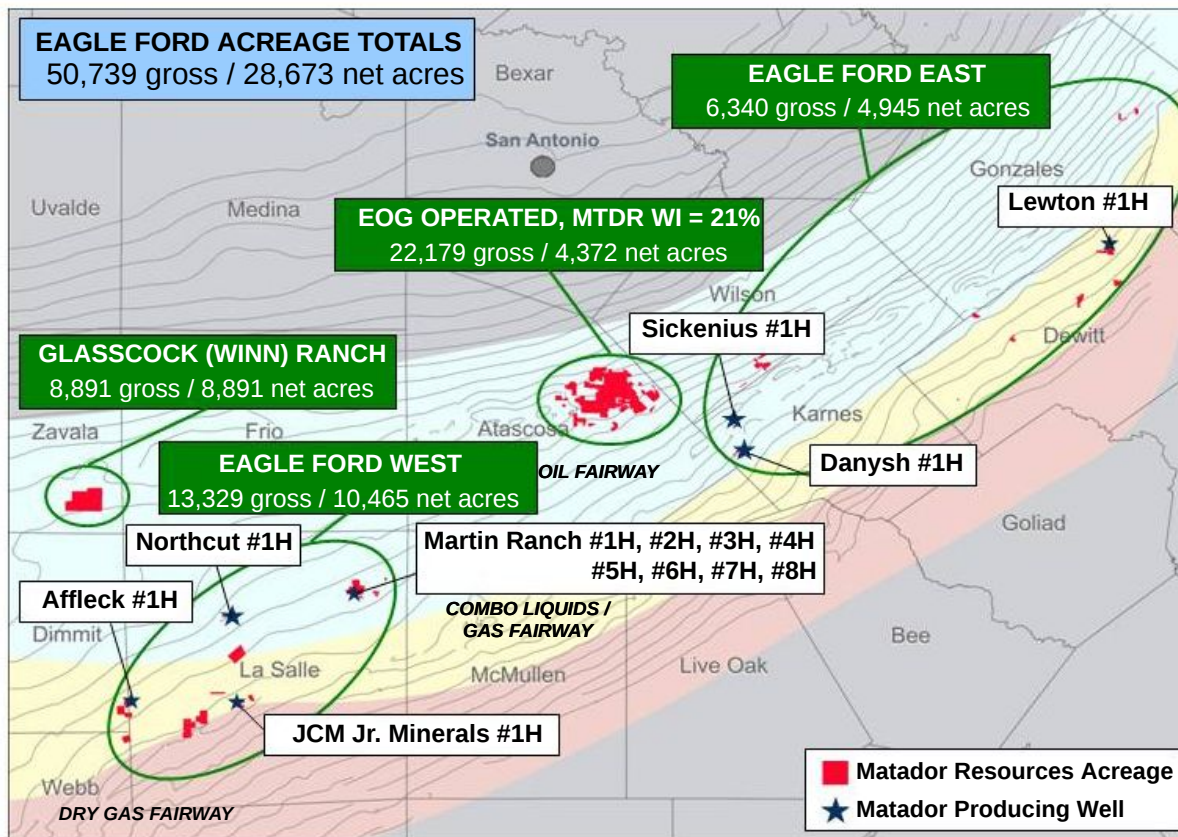 EAGLE FORD ACREAGE TOTALS
50,739 gross / 28,673 net acres
Bexar
EAGLE FORD EAST
6,340 gross / 4,945 net acres
San Antonio
Gonzales
Uvalde
Medina
Lewton #1H
EOG OPERATED, MTDR WI = 21%
22,179 gross / 4,372 net acres
Wilson
Sickenius #1H
Dewitt
GLASSCOCK (WINN) RANCH
8,891 gross / 8,891 net acres
Karnes
Zavala
Frio
Atascosa
EAGLE FORD WEST
13,329 gross / 10,465 net acres
OIL FAIRWAY
Danysh #1H
Goliad
Northcut #1H
Martin Ranch #1H, #2H, #3H, #4H
#5H, #6H, #7H, #8H
Affleck #1H
COMBO LIQUIDS /
GAS FAIRWAY
Dimmit
Bee
La Salle
McMullen
Live Oak
JCM Jr. Minerals #1H
Webb
DRY GAS FAIRWAY
Matador Resources Acreage
Matador Producing Well